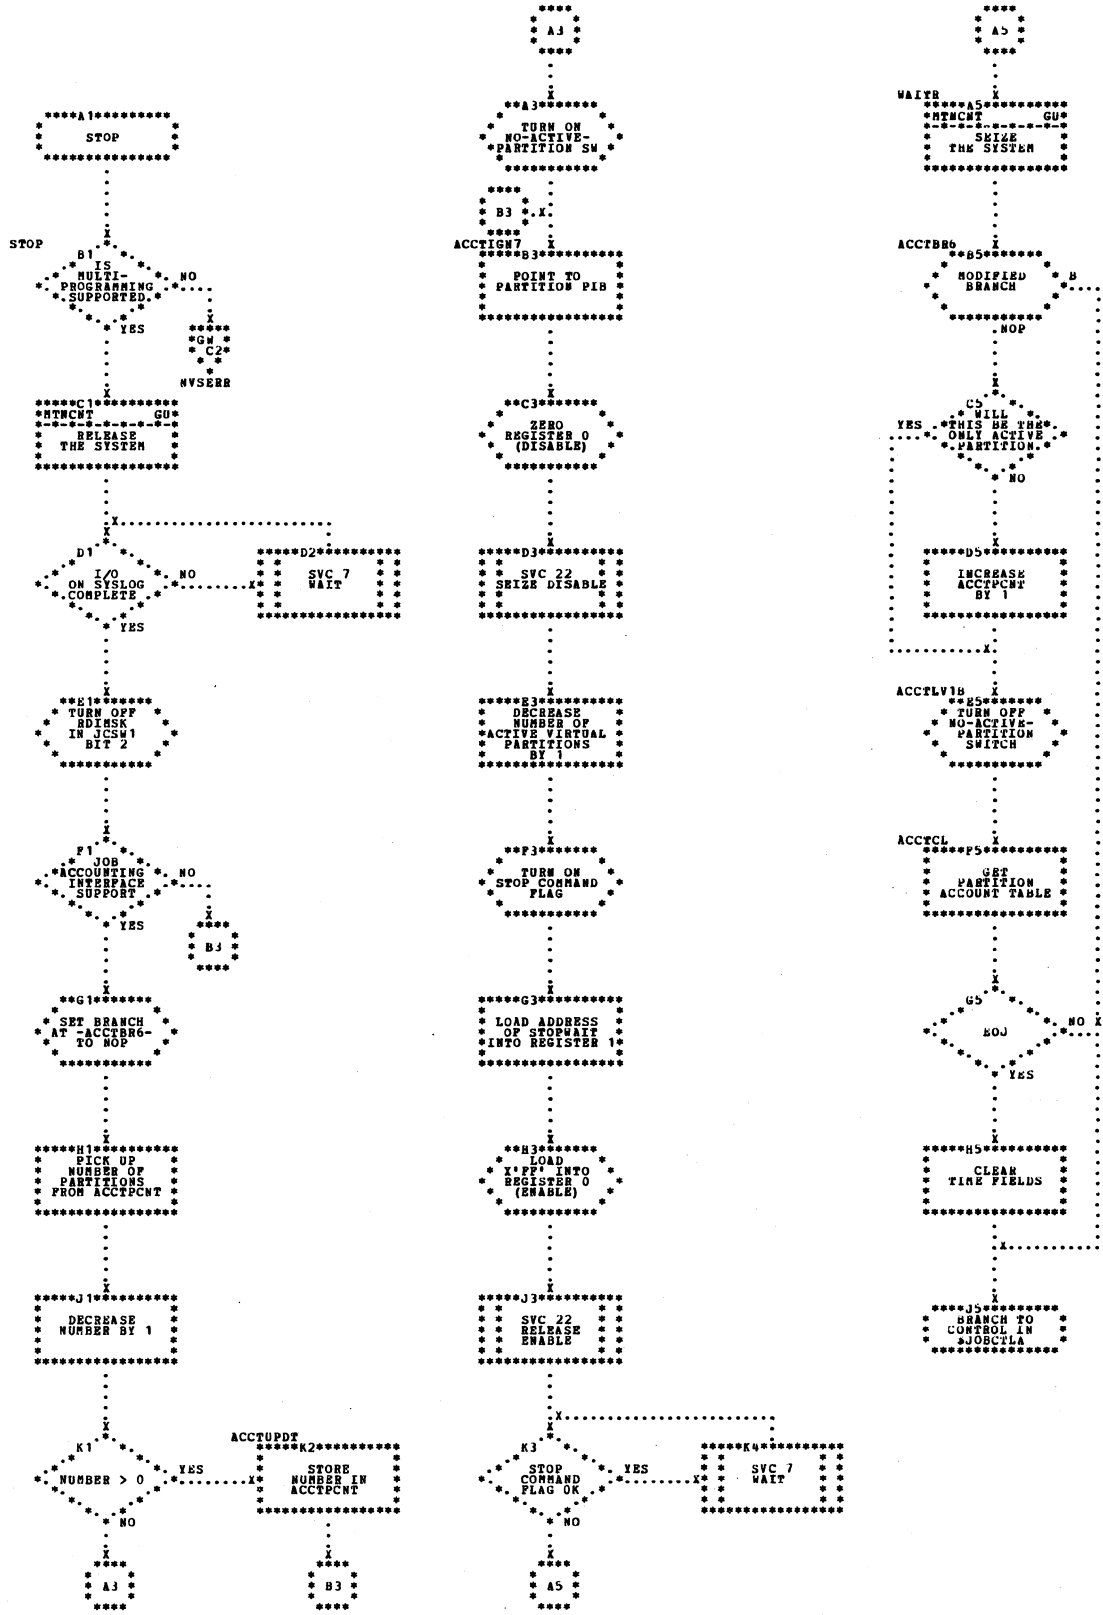 A1
STOP
STOP
B1
IS
MULTI-
PROGRAMMING
SUPPORTED
NO
YES
GW
C2
NVSERR
C1
MTNCNT GU
RELEASE
THE SYSTEM
D1
I/O
ON SYSLOG
COMPLETE
NO
YES
D2
SVC 7
WAIT
E1
TURN OFF
RDIMSK
IN JCSW1
BIT 2
F1
JOB
ACCOUNTING
INTERFACE
SUPPORT
NO
YES
B3
G1
SET BRANCH
AT -ACCTBR6-
TO NOP
H1
PICK UP
NUMBER OF
PARTITIONS
FROM ACCTPCNT
J1
DECREASE
NUMBER BY 1
K1
NUMBER > 0
YES
NO
ACCTUPDT
K2
STORE
NUMBER IN
ACCTPCNT
A3
B3
A3
A3
TURN ON
NO-ACTIVE-
PARTITION SW
B3
ACCTIGN7
B3
POINT TO
PARTITION PIB
C3
ZERO
REGISTER 0
(DISABLE)
D3
SVC 22
SEIZE DISABLE
E3
DECREASE
NUMBER OF
ACTIVE VIRTUAL
PARTITIONS
BY 1
F3
TURN ON
STOP COMMAND
FLAG
G3
LOAD ADDRESS
OF STOPWAIT
INTO REGISTER 1
H3
LOAD
X'FF' INTO
REGISTER 0
(ENABLE)
J3
SVC 22
RELEASE
ENABLE
K3
STOP
COMMAND
FLAG OK
YES
NO
K4
SVC 7
WAIT
A5
A5
WAITR
A5
MTNCNT GU
SEIZE
THE SYSTEM
ACCTBR6
B5
MODIFIED
BRANCH
B
NOP
C5
WILL
THIS BE THE
ONLY ACTIVE
PARTITION
YES
NO
D5
INCREASE
ACCTPCNT
BY 1
ACCTLV1B
E5
TURN OFF
NO-ACTIVE-
PARTITION
SWITCH
ACCTCL
F5
GET
PARTITION
ACCOUNT TABLE
G5
EOJ
NO
YES
H5
CLEAR
TIME FIELDS
J5
BRANCH TO
CONTROL IN
$JOBCTLA